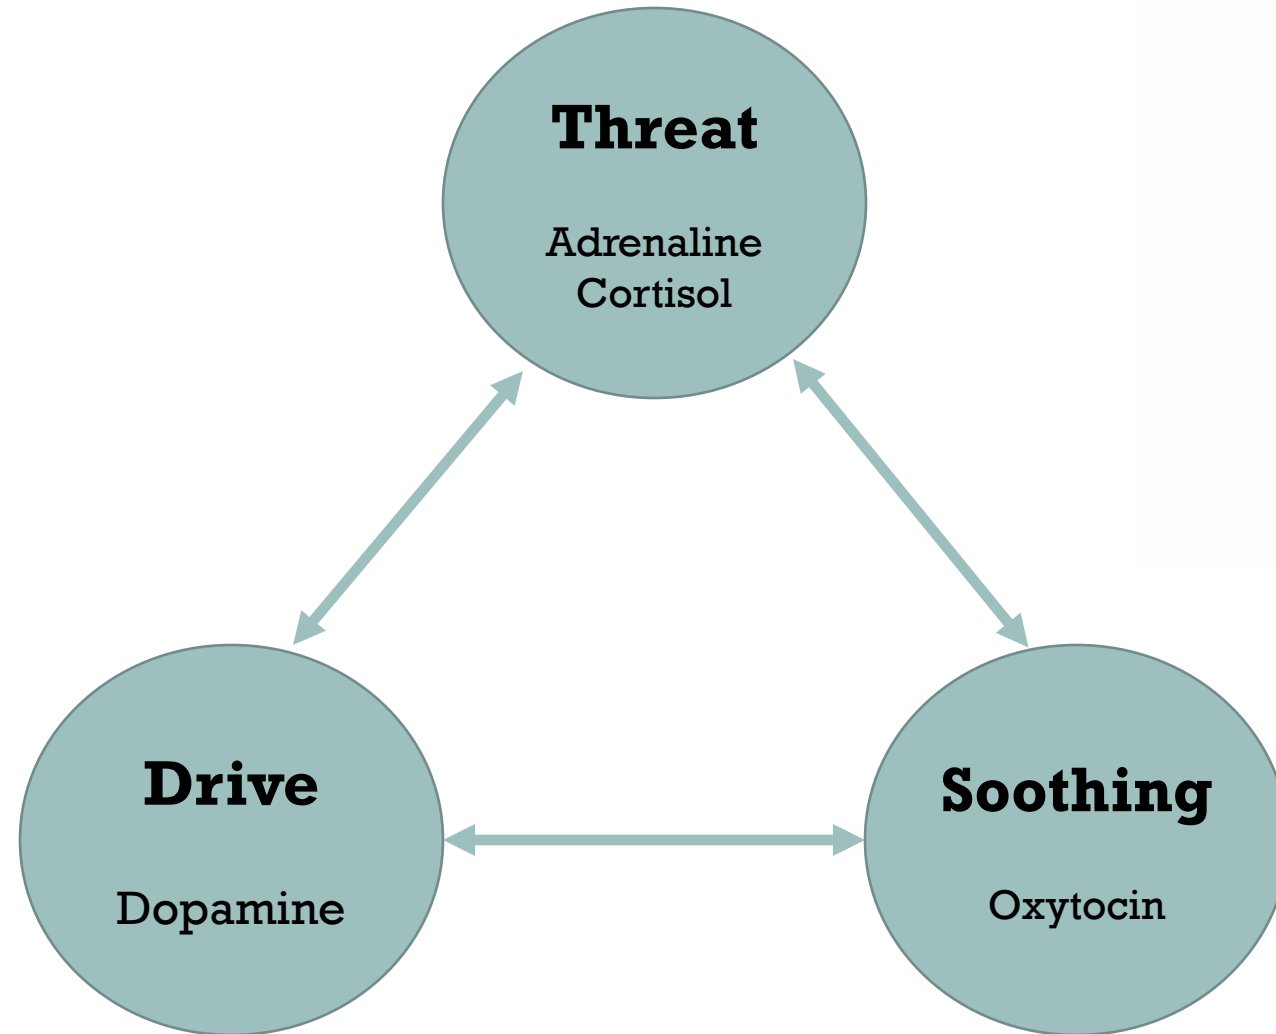 Threat
Adrenaline
Cortisol
Drive
Dopamine
Soothing
Oxytocin